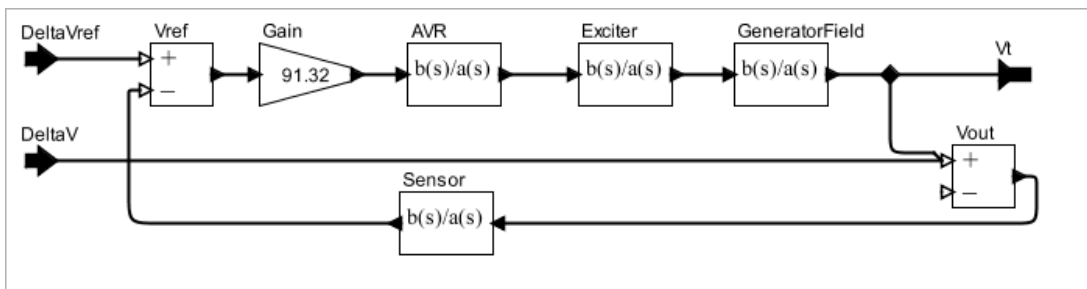 DeltaVref
Vref
Gain
AVR
Exciter
GeneratorField
Vt
+
−
91.32
b(s)/a(s)
b(s)/a(s)
b(s)/a(s)
DeltaV
Vout
+
−
Sensor
b(s)/a(s)